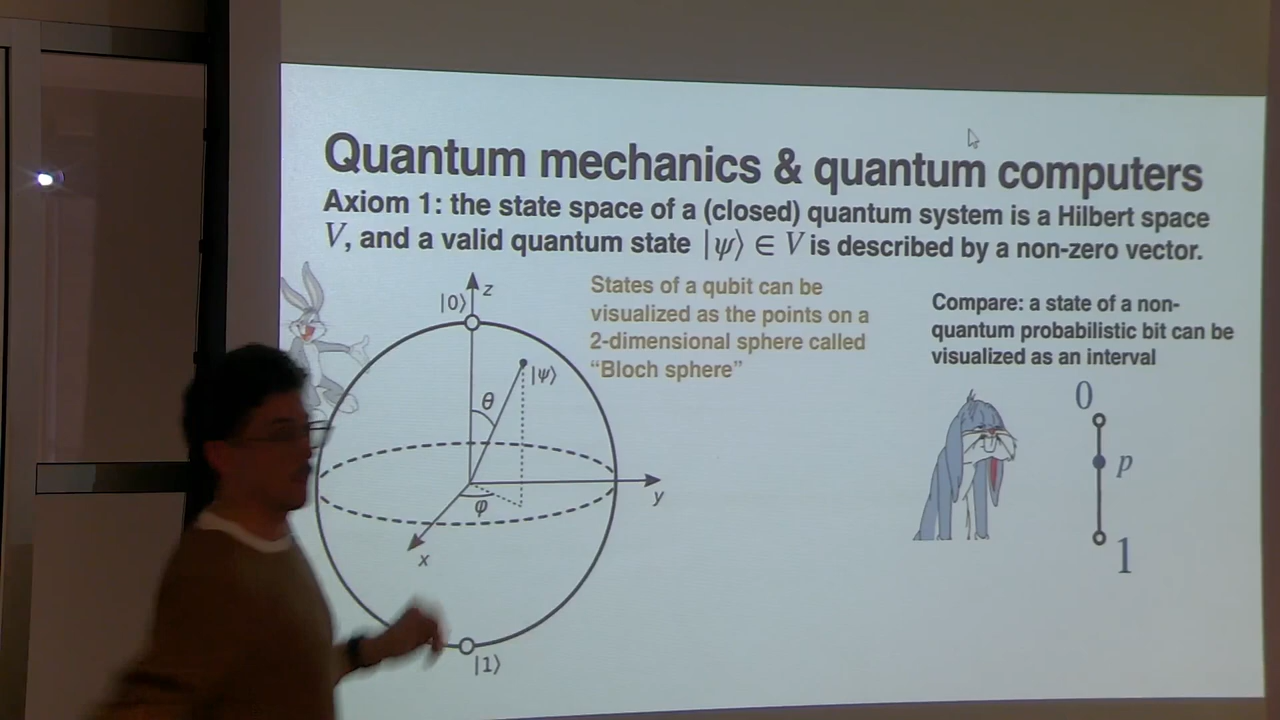 Quantum mechanics & quantum computers
Axiom 1: the state space of a (closed) quantum system is a Hilbert space
V, and a valid quantum state |ψ⟩ ∈ V is described by a non-zero vector.
States of a qubit can be
visualized as the points on a
2-dimensional sphere called
“Bloch sphere”
Compare: a state of a non-
quantum probabilistic bit can be
visualized as an interval
|0⟩
z
|ψ⟩
θ
φ
y
x
|1⟩
0
p
1